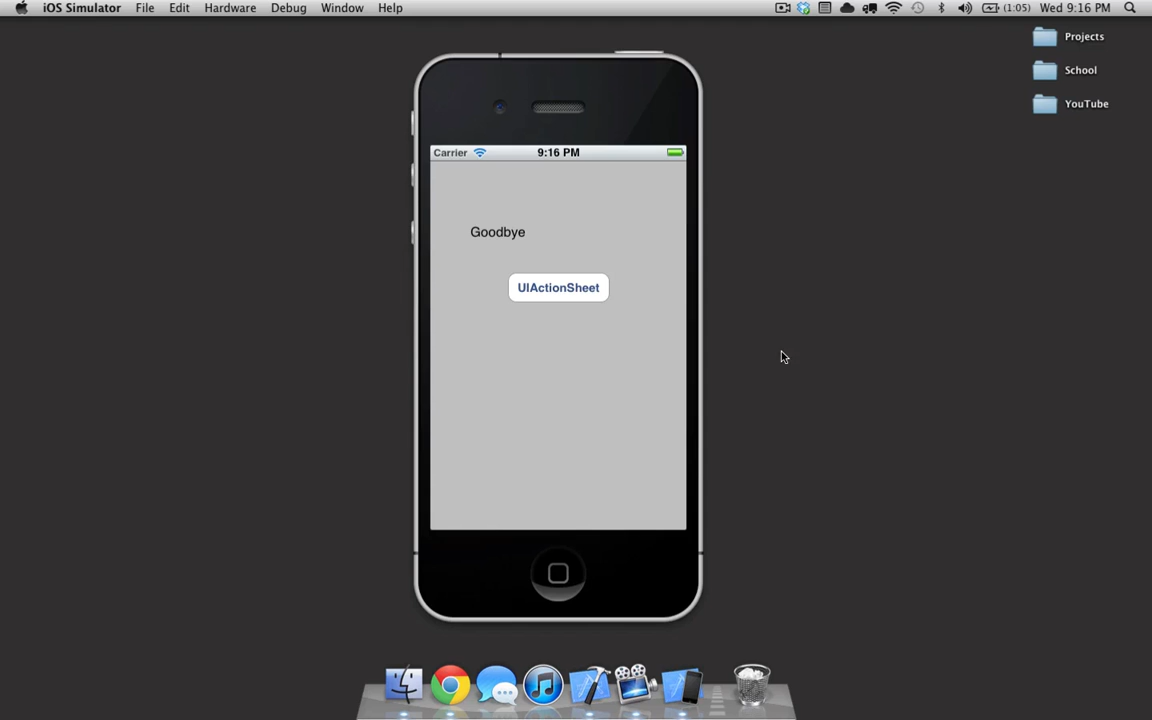 iOS Simulator File Edit Hardware Debug Window Help (1:05) Wed 9:16 PM
Projects
School
YouTube
Carrier 9:16 PM
Goodbye
UIActionSheet